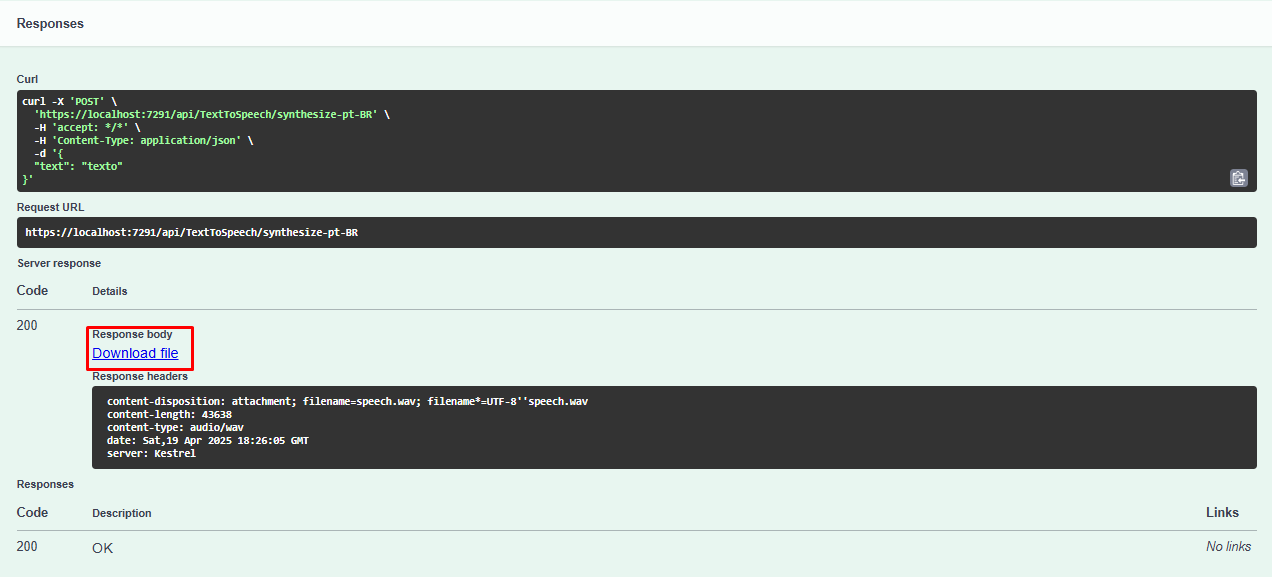 Responses
Curl
curl -X 'POST' \
  'https://localhost:7291/api/TextToSpeech/synthesize-pt-BR' \
  -H 'accept: */*' \
  -H 'Content-Type: application/json' \
  -d '{
  "text": "texto"
}'
Request URL
https://localhost:7291/api/TextToSpeech/synthesize-pt-BR
Server response
Code Details
200
Response body
Download file
Response headers
content-disposition: attachment; filename=speech.wav; filename*=UTF-8''speech.wav
content-length: 43638
content-type: audio/wav
date: Sat,19 Apr 2025 18:26:05 GMT
server: Kestrel
Responses
Code Description Links
200 OK No links